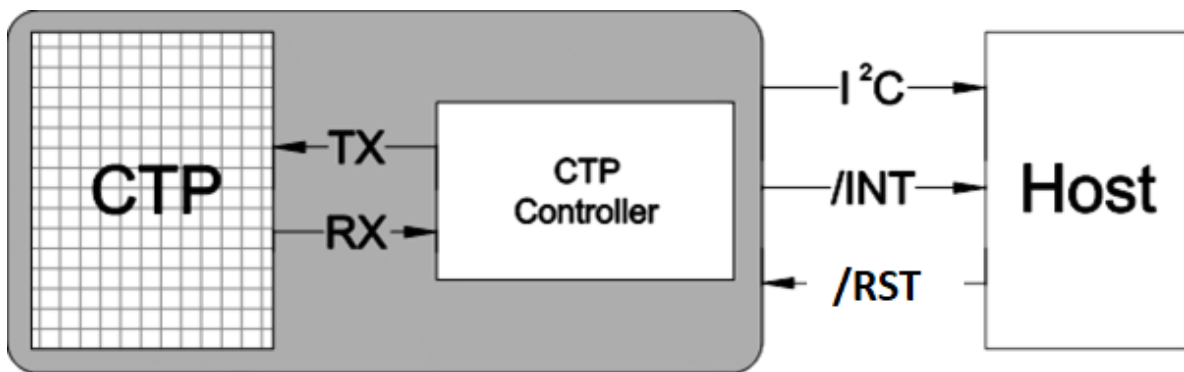 CTP
TX
RX
CTP
Controller
I²C
/INT
/RST
Host